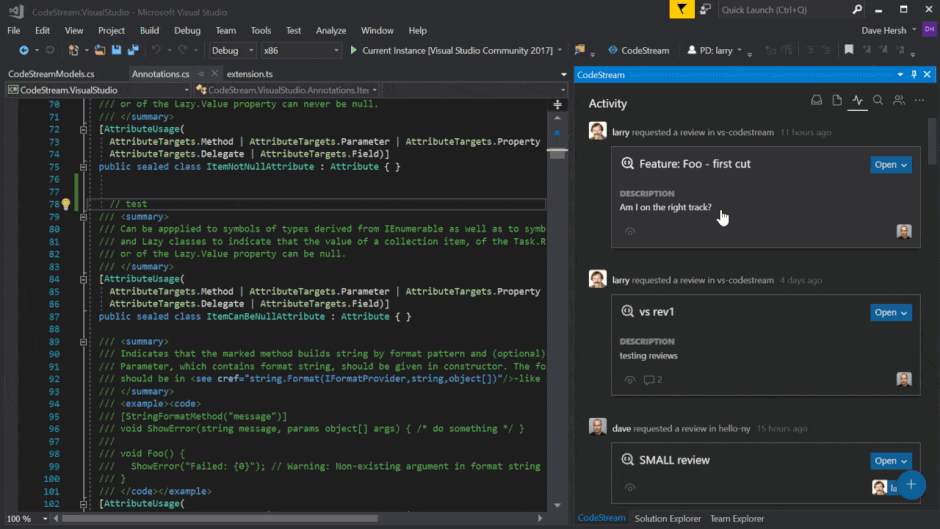 CodeStream.VisualStudio - Microsoft Visual Studio
Quick Launch (Ctrl+Q)
File Edit View Project Build Debug Team Tools Test Analyze Window Help
Dave Hersh DH
Debug x86 Current Instance [Visual Studio Community 2017] CodeStream PD: larry
CodeStreamModels.cs Annotations.cs extension.ts
CodeStream.VisualStudio CodeStream.VisualStudio.Annotations.Iter
70 /// or of the Lazy.Value property can never be null.
71 /// </summary>
72 [AttributeUsage(
73 AttributeTargets.Method | AttributeTargets.Parameter | AttributeTargets.Property
74 AttributeTargets.Delegate | AttributeTargets.Field)]
75 public sealed class ItemNotNullAttribute : Attribute { }
76
77
78 // test
79 /// <summary>
80 /// Can be appplied to symbols of types derived from IEnumerable as well as to symb
81 /// and Lazy classes to indicate that the value of a collection item, of the Task.R
82 /// or of the Lazy.Value property can be null.
83 /// </summary>
84 [AttributeUsage(
85 AttributeTargets.Method | AttributeTargets.Parameter | AttributeTargets.Property
86 AttributeTargets.Delegate | AttributeTargets.Field)]
87 public sealed class ItemCanBeNullAttribute : Attribute { }
88
89 /// <summary>
90 /// Indicates that the marked method builds string by format pattern and (optional)
91 /// Parameter, which contains format string, should be given in constructor. The fo
92 /// should be in <see cref="string.Format(IFormatProvider,string,object[])"/>-like
93 /// </summary>
94 /// <example><code>
95 /// [StringFormatMethod("message")]
96 /// void ShowError(string message, params object[] args) { /* do something */ }
97 ///
98 /// void Foo() {
99 /// ShowError("Failed: {0}"); // Warning: Non-existing argument in format string
100 /// }
101 /// </code></example>
102 [AttributeUsage(
100 %
CodeStream
Activity
larry requested a review in vs-codestream 11 hours ago
Feature: Foo - first cut
Open
DESCRIPTION
Am I on the right track?
larry requested a review in vs-codestream 4 days ago
vs rev1
Open
DESCRIPTION
testing reviews
2
dave requested a review in hello-ny 15 hours ago
SMALL review
Open
CodeStream Solution Explorer Team Explorer